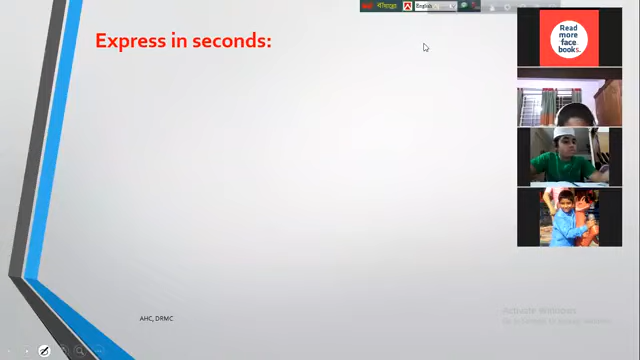 English
Express in seconds:
Read
more
face
books.
AHC, DRMC
Activate Windows